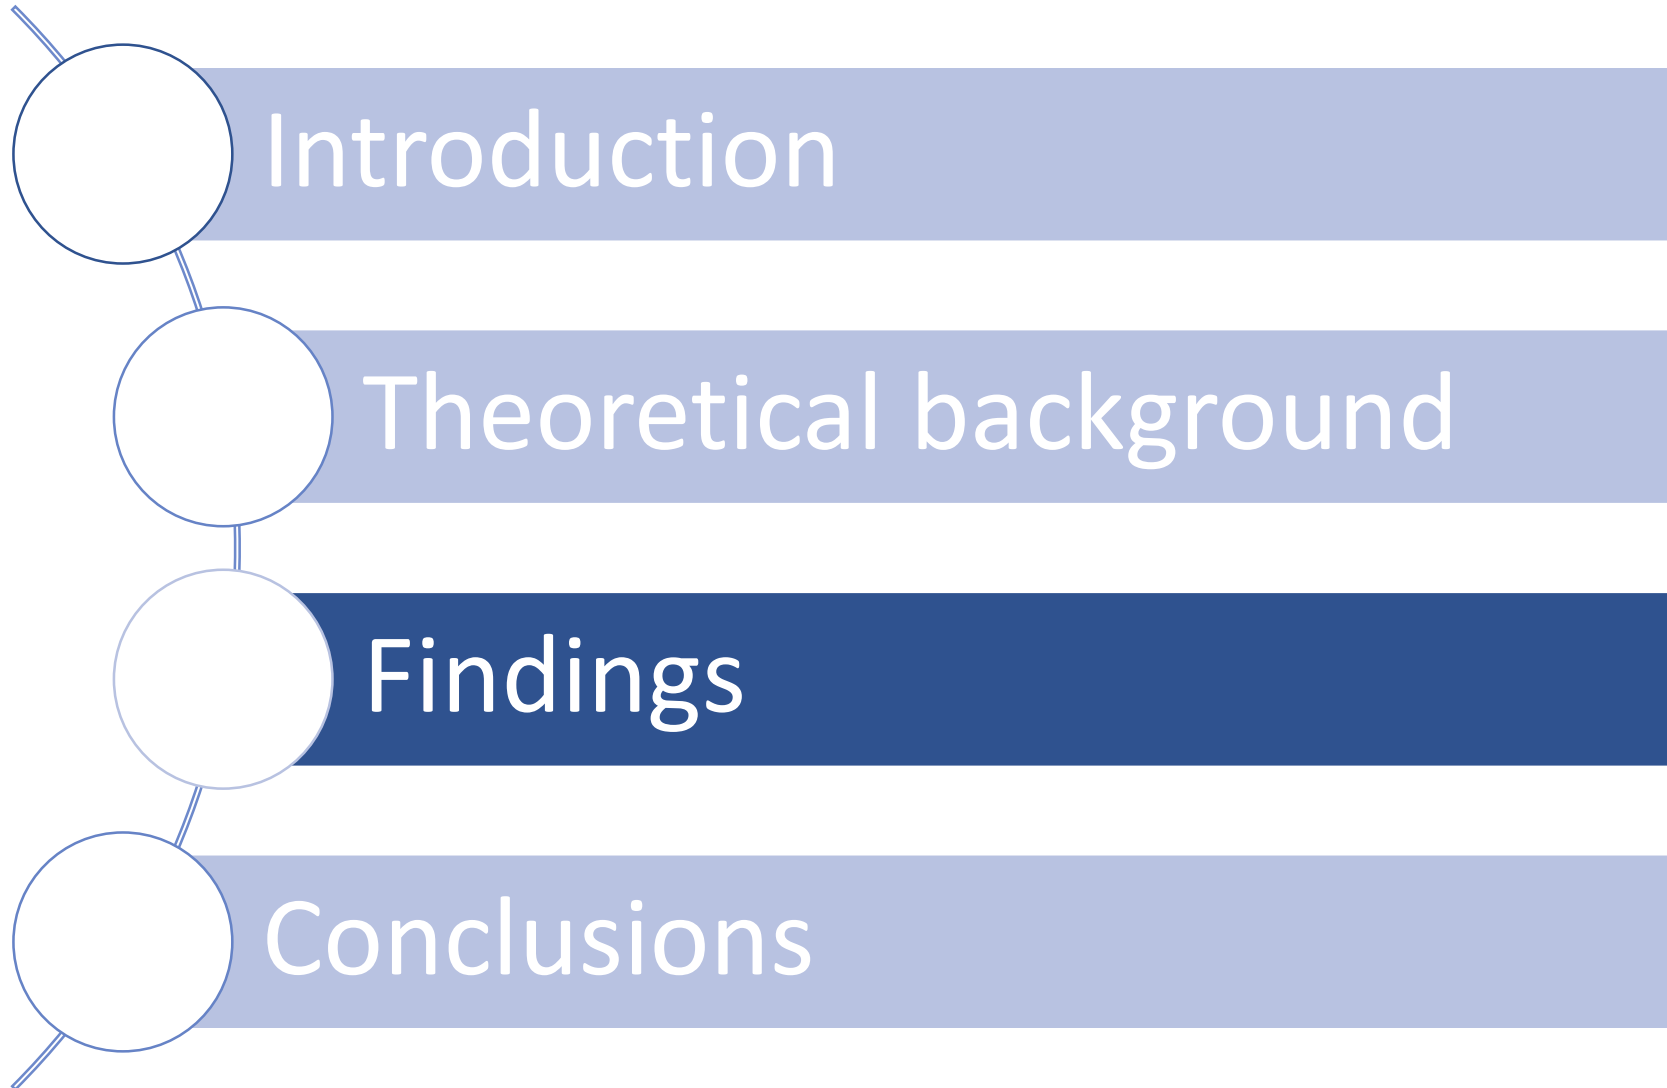 Introduction
Theoretical background
Findings
Conclusions